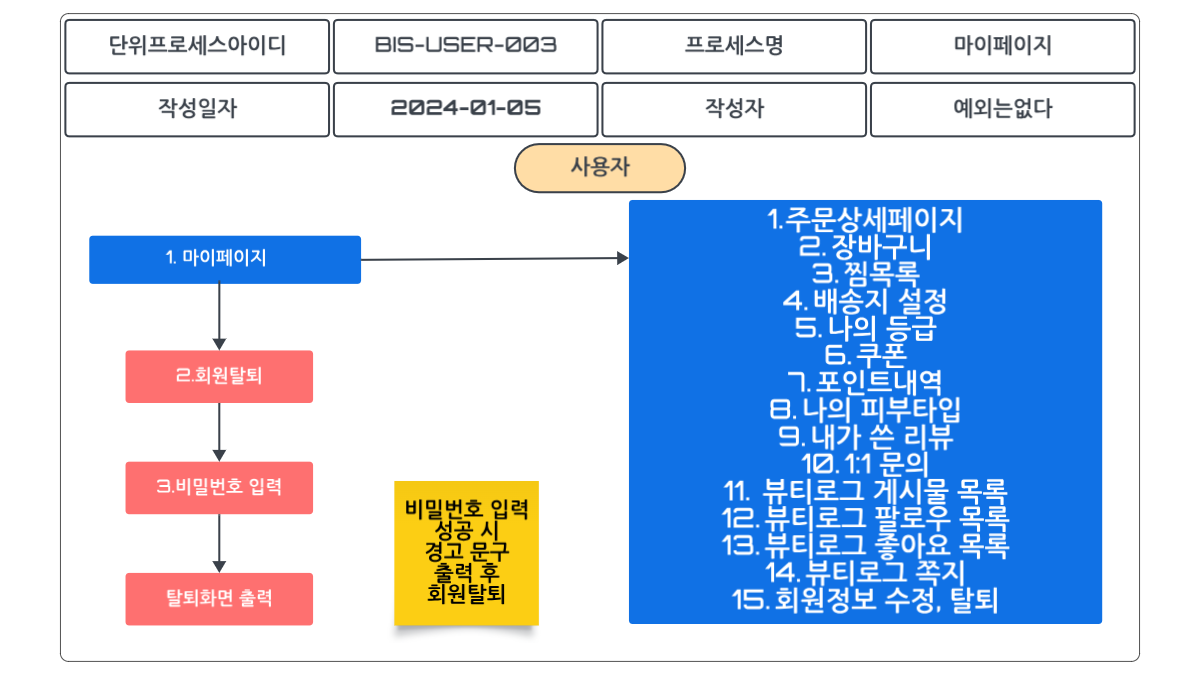 단위프로세스아이디
BIS-USER-003
프로세스명
마이페이지
작성일자
2024-01-05
작성자
예외는없다
사용자
1. 마이페이지
2.회원탈퇴
3.비밀번호 입력
탈퇴화면 출력
비밀번호 입력
성공 시
경고 문구
출력 후
회원탈퇴
1.주문상세페이지
2. 장바구니
3. 찜목록
4. 배송지 설정
5. 나의 등급
6. 쿠폰
7. 포인트내역
8. 나의 피부타입
9. 내가 쓴 리뷰
10. 1:1 문의
11. 뷰티로그 게시물 목록
12. 뷰티로그 팔로우 목록
13. 뷰티로그 좋아요 목록
14. 뷰티로그 쪽지
15. 회원정보 수정, 탈퇴